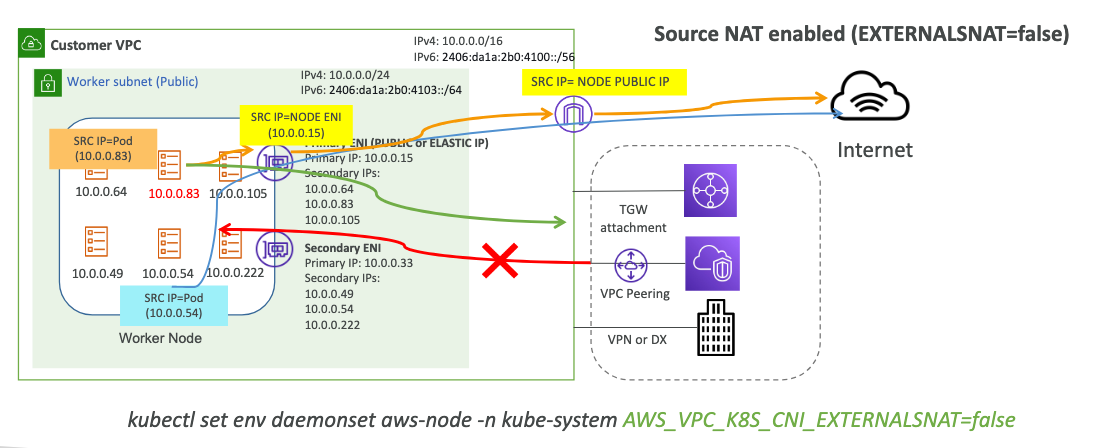 Source NAT enabled (EXTERNALSNAT=false)
Customer VPC
IPv4: 10.0.0.0/16
IPv6: 2406:da1a:2b0:4100::/56
Worker subnet (Public)
IPv4: 10.0.0.0/24
IPv6: 2406:da1a:2b0:4103::/64
SRC IP= NODE PUBLIC IP
SRC IP=NODE ENI
(10.0.0.15)
SRC IP=Pod
(10.0.0.83)
Primary ENI (PUBLIC or ELASTIC IP)
Primary IP: 10.0.0.15
Secondary IPs:
10.0.0.64
10.0.0.83
10.0.0.105
10.0.0.64
10.0.0.83
10.0.0.105
Internet
Secondary ENI
Primary IP: 10.0.0.33
Secondary IPs:
10.0.0.49
10.0.0.54
10.0.0.222
10.0.0.49
10.0.0.54
10.0.0.222
SRC IP=Pod
(10.0.0.54)
Worker Node
TGW
attachment
VPC Peering
VPN or DX
kubectl set env daemonset aws-node -n kube-system AWS_VPC_K8S_CNI_EXTERNALSNAT=false